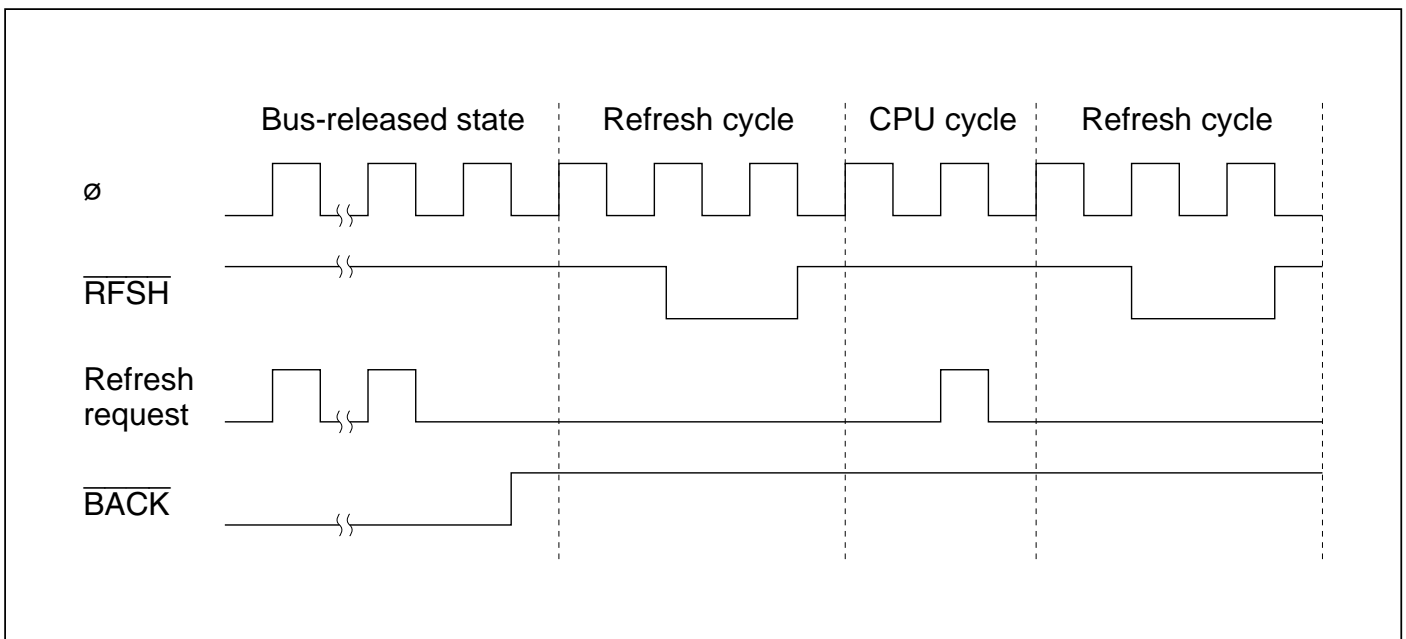 Bus-released state Refresh cycle CPU cycle Refresh cycle
ø
RFSH
Refresh
request
BACK